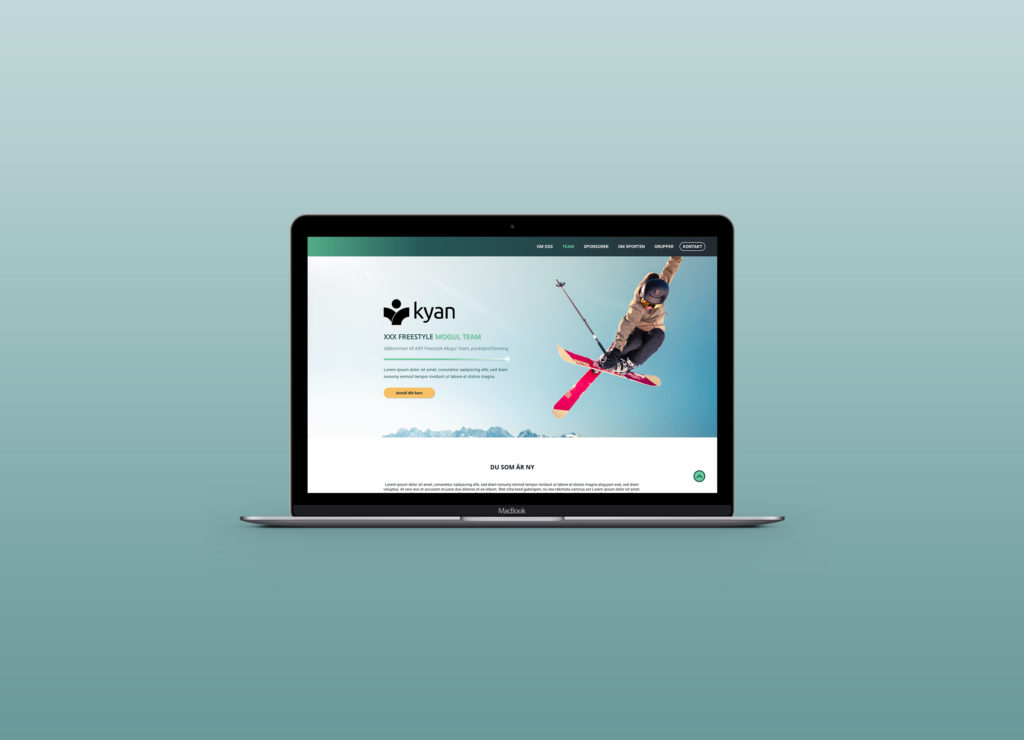 OM OSS TEAM SPONSORER OM SPORTEN GRUPPER KONTAKT
kyan
XXX FREESTYLE MOGUL TEAM
Välkommen till XXX Freestyle Mogul Team, puckelpistförening
Lorem ipsum dolor sit amet, consetetur sadipscing elitr, sed diam
nonumy eirmod tempor invidunt ut labore et dolore magna
Anmäl ditt barn
DU SOM ÄR NY
Lorem ipsum dolor sit amet, consetetur sadipscing elitr, sed diam nonumy eirmod tempor invidunt ut labore et dolore magna aliquyam erat, sed diam
voluptua. At vero eos et accusam et justo duo dolores et ea rebum. Stet clita kasd gubergren, no sea takimata sanctus est Lorem ipsum dolor sit amet
MacBook